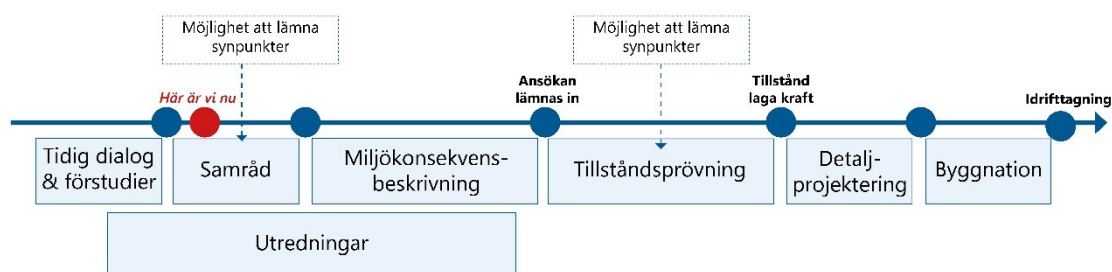 Möjlighet att lämna
synpunkter
Möjlighet att lämna
synpunkter
Här är vi nu
Ansökan
lämnas in
Tillstånd
laga kraft
Idrifttagning
Tidig dialog
& förstudier
Samråd
Miljökonsekvens-
beskrivning
Tillståndsprövning
Detalj-
projektering
Byggnation
Utredningar